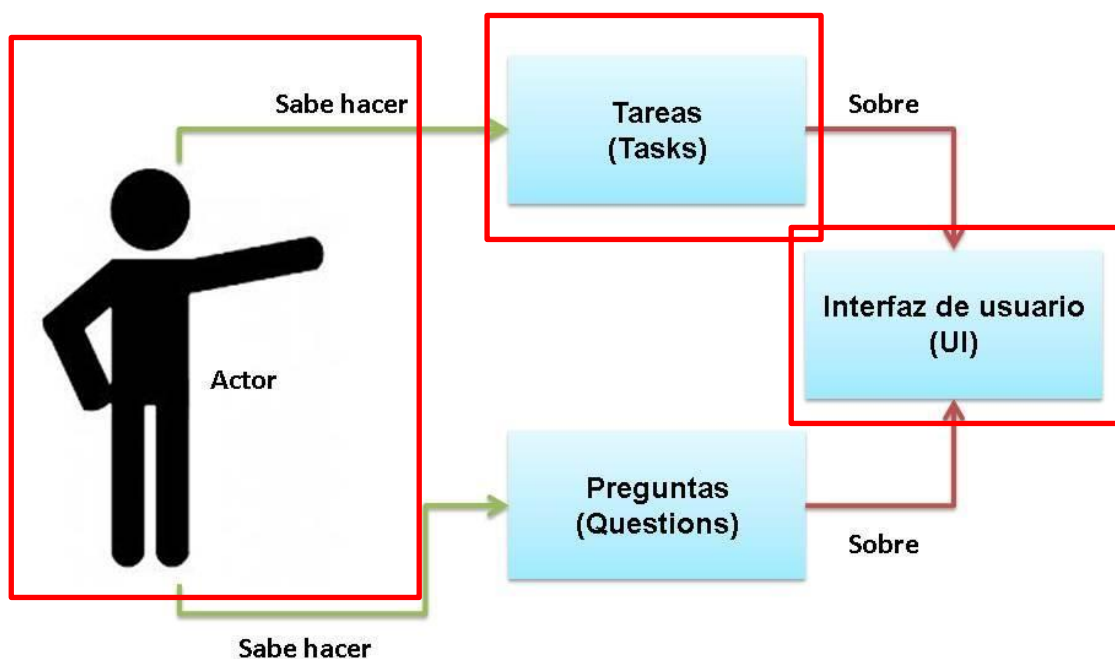 Sabe hacer
Tareas
(Tasks)
Sobre
Interfaz de usuario
(UI)
Actor
Preguntas
(Questions)
Sobre
Sabe hacer